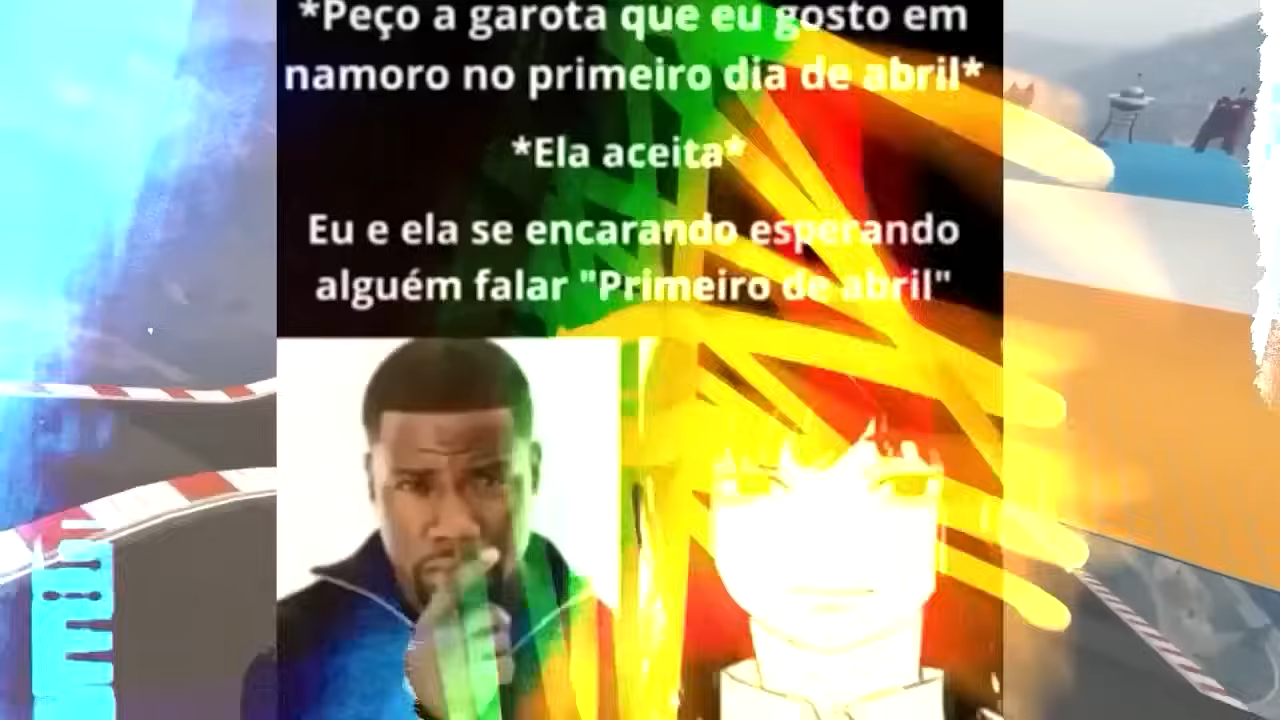 *Peço a garota que eu gosto em
namoro no primeiro dia de abril*
*Ela aceita*
Eu e ela se encarando esperando
alguém falar "Primeiro de abril"